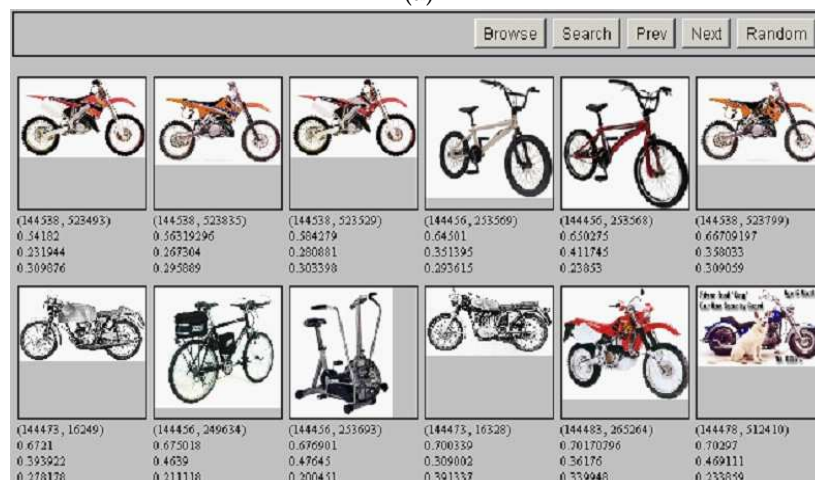 Browse Search Prev Next Random
(144538, 523493) (144538, 523835) (144538, 523529) (144456, 253569) (144456, 253568) (144538, 523799)
0.54182 0.56319296 0.584279 0.64501 0.650275 0.66709197
0.231944 0.267304 0.280881 0.351395 0.411745 0.358033
0.309876 0.295889 0.303398 0.293615 0.23853 0.309059
(144473, 16249) (144456, 249634) (144456, 253693) (144473, 16328) (144483, 265264) (144478, 512410)
0.6721 0.675018 0.676901 0.700339 0.70170796 0.70297
0.393922 0.4639 0.47645 0.309002 0.36176 0.469111
0.278178 0.211118 0.200451 0.391337 0.339948 0.233859